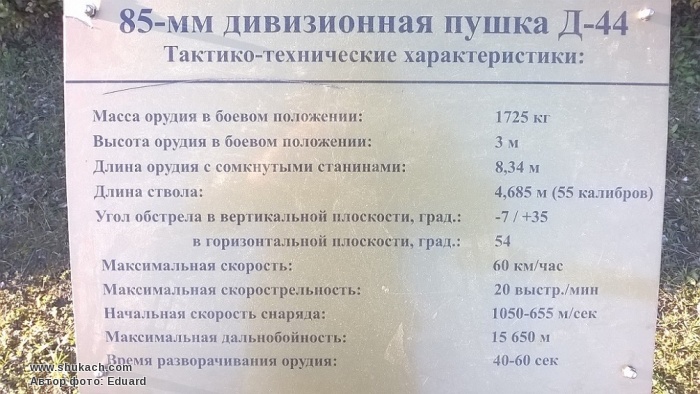 85-мм дивизионная пушка Д-44
Тактико-технические характеристики:
Масса орудия в боевом положении: 1725 кг
Высота орудия в боевом положении: 3 м
Длина орудия с сомкнутыми станинами: 8,34 м
Длина ствола: 4,685 м (55 калибров)
Угол обстрела в вертикальной плоскости, град.: -7 / +35
в горизонтальной плоскости, град.: 54
Максимальная скорость: 60 км/час
Максимальная скорострельность: 20 выстр./мин
Начальная скорость снаряда: 1050-655 м/сек
Максимальная дальнобойность: 15 650 м
Время разворачивания орудия: 40-60 сек
www.shukach.com
Автор фото: Eduard